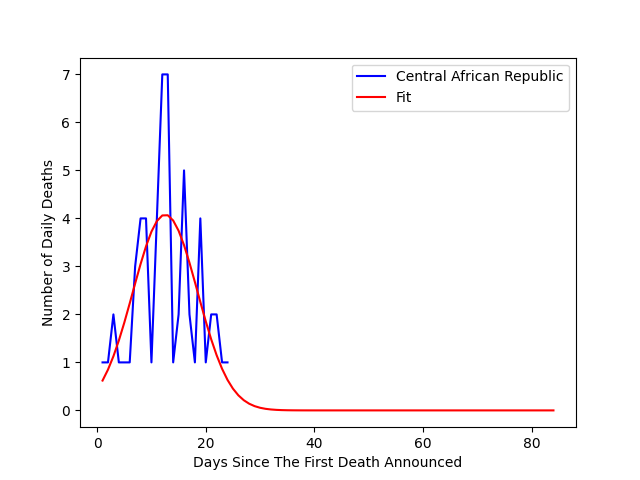 Central African Republic
Fit
Number of Daily Deaths
7
6
5
4
3
2
1
0
0 20 40 60 80
Days Since The First Death Announced